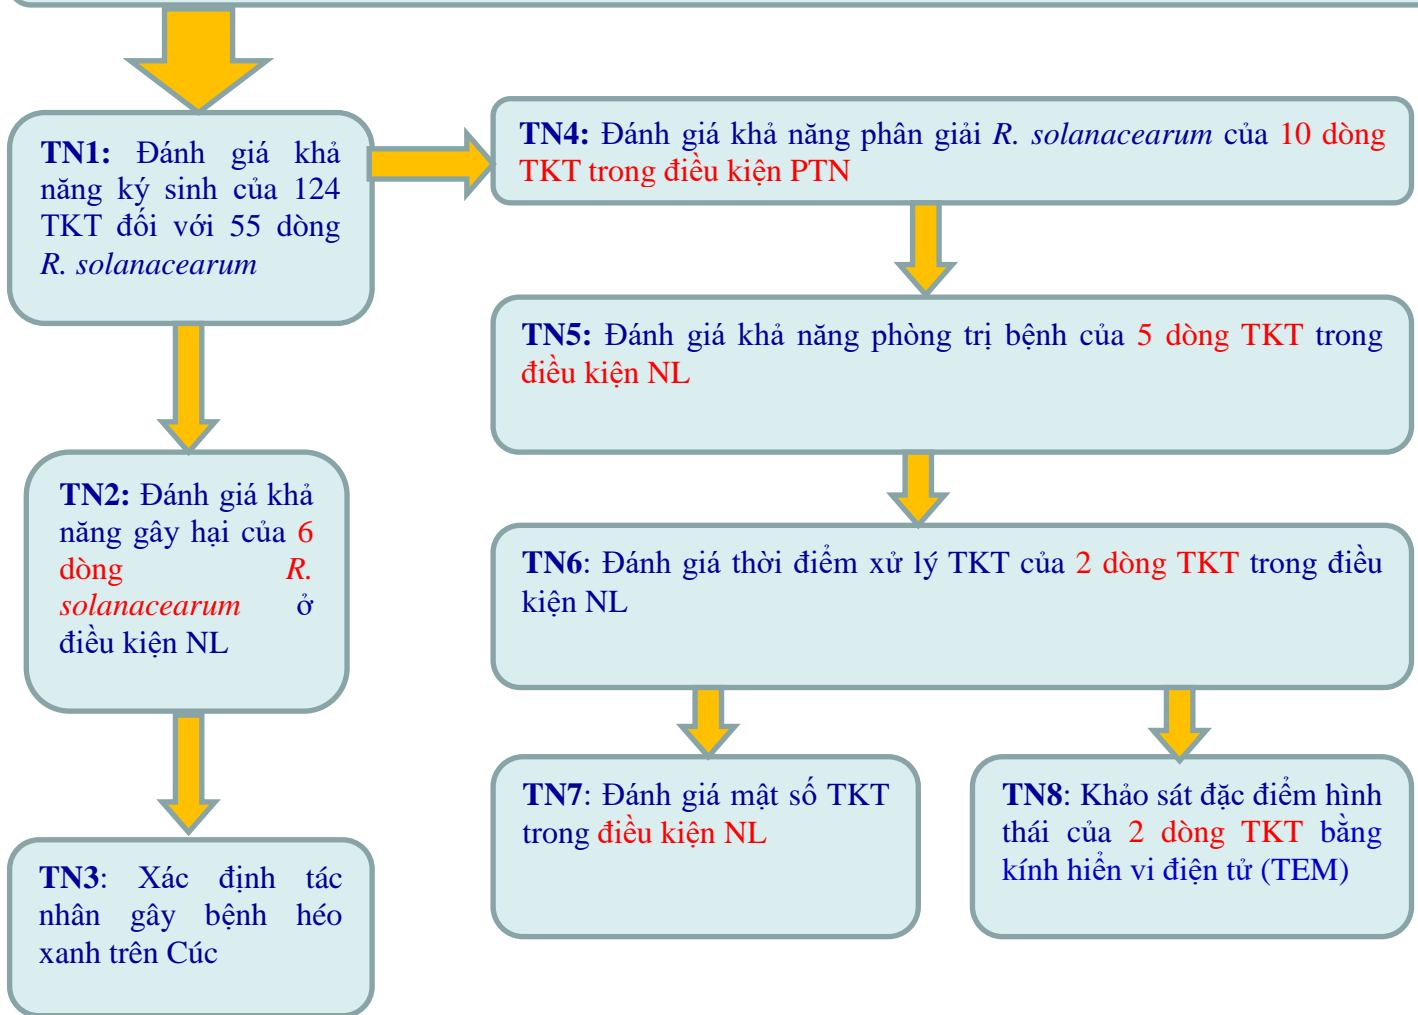 TN1: Đánh giá khả
năng ký sinh của 124
TKT đối với 55 dòng
R. solanacearum
TN2: Đánh giá khả
năng gây hại của 6
dòng R.
solanacearum ở
điều kiện NL
TN3: Xác định tác
nhân gây bệnh héo
xanh trên Cúc
TN4: Đánh giá khả năng phân giải R. solanacearum của 10 dòng
TKT trong điều kiện PTN
TN5: Đánh giá khả năng phòng trị bệnh của 5 dòng TKT trong
điều kiện NL
TN6: Đánh giá thời điểm xử lý TKT của 2 dòng TKT trong điều
kiện NL
TN7: Đánh giá mật số TKT
trong điều kiện NL
TN8: Khảo sát đặc điểm hình
thái của 2 dòng TKT bằng
kính hiển vi điện tử (TEM)